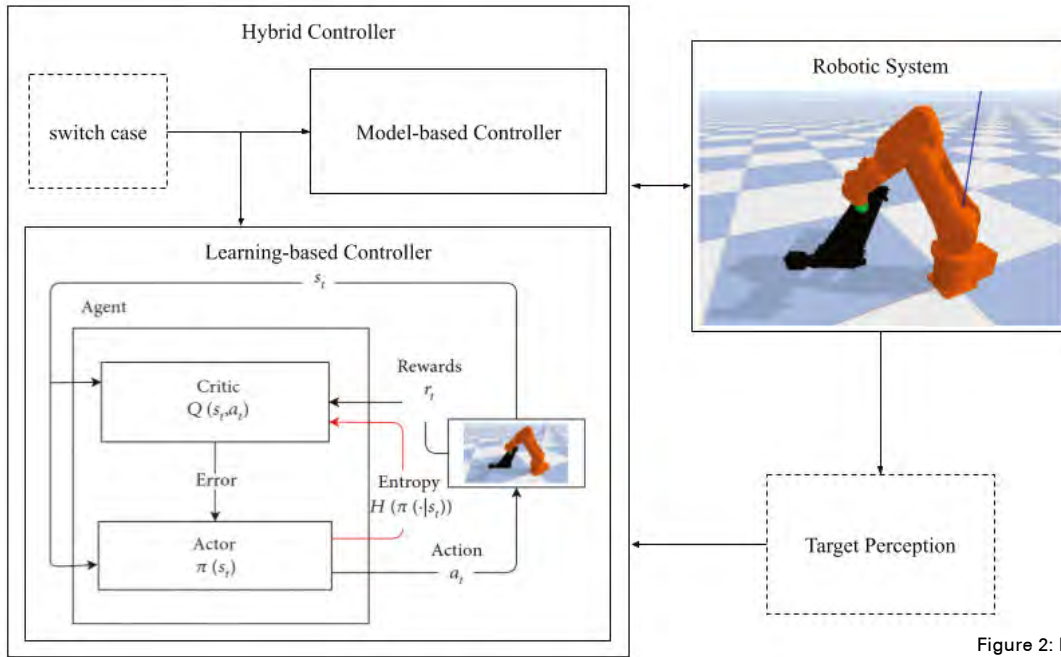 Hybrid Controller
switch case
Model-based Controller
Robotic System
Learning-based Controller
s_t
Agent
Critic
Q (s_t,a_t)
Rewards
r_t
Error
Entropy
H (π (·|s_t))
Actor
π (s_t)
Action
a_t
Target Perception
Figure 2: